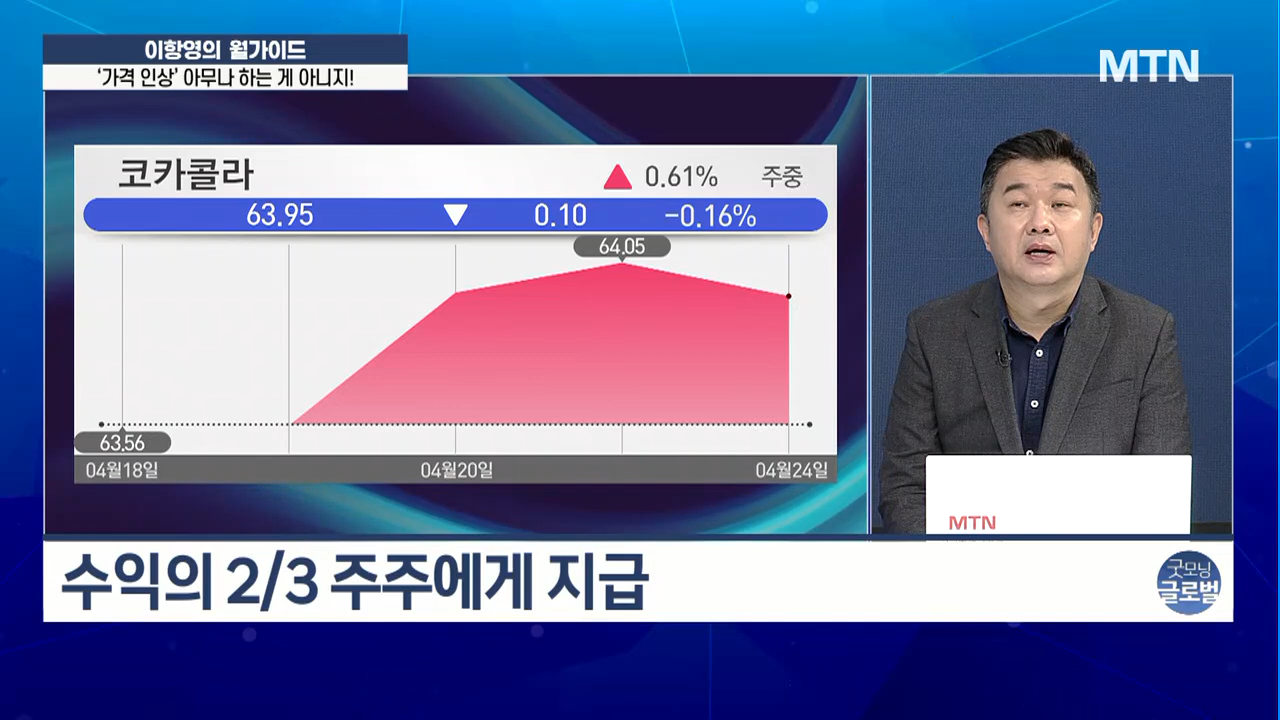 이항영의 월가이드
‘가격 인상’ 아무나 하는 게 아니지!
MTN
코카콜라
▲ 0.61% 주중
63.95 ▼ 0.10 -0.16%
64.05
63.56
04월18일 04월20일 04월24일
MTN
수익의 2/3 주주에게 지급
굿모닝
글로벌